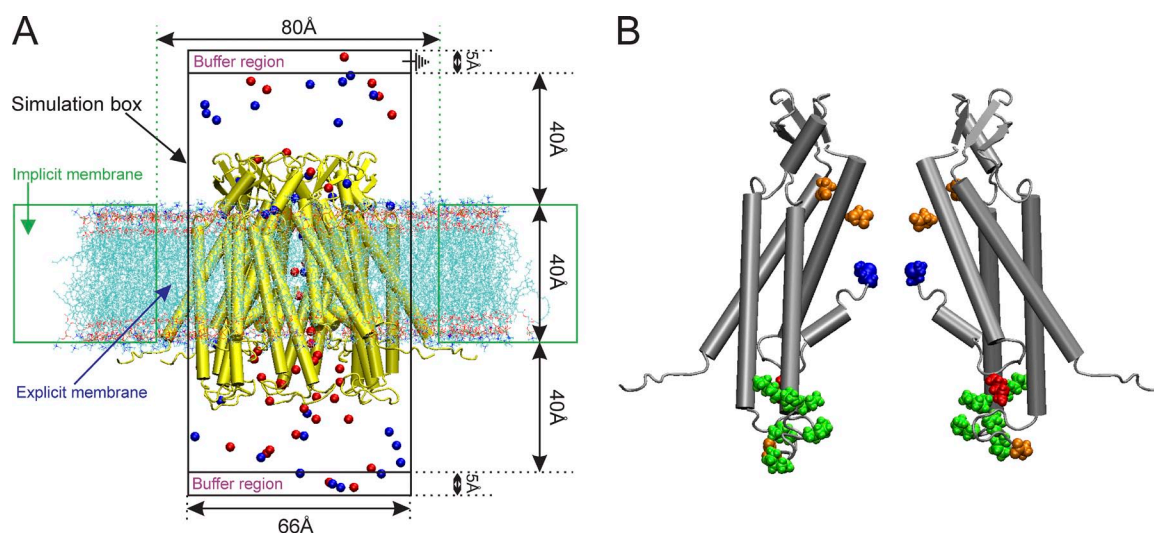 A
B
80Å
Buffer region
5Å
Simulation box
40Å
Implicit membrane
40Å
Explicit membrane
40Å
Buffer region
5Å
66Å